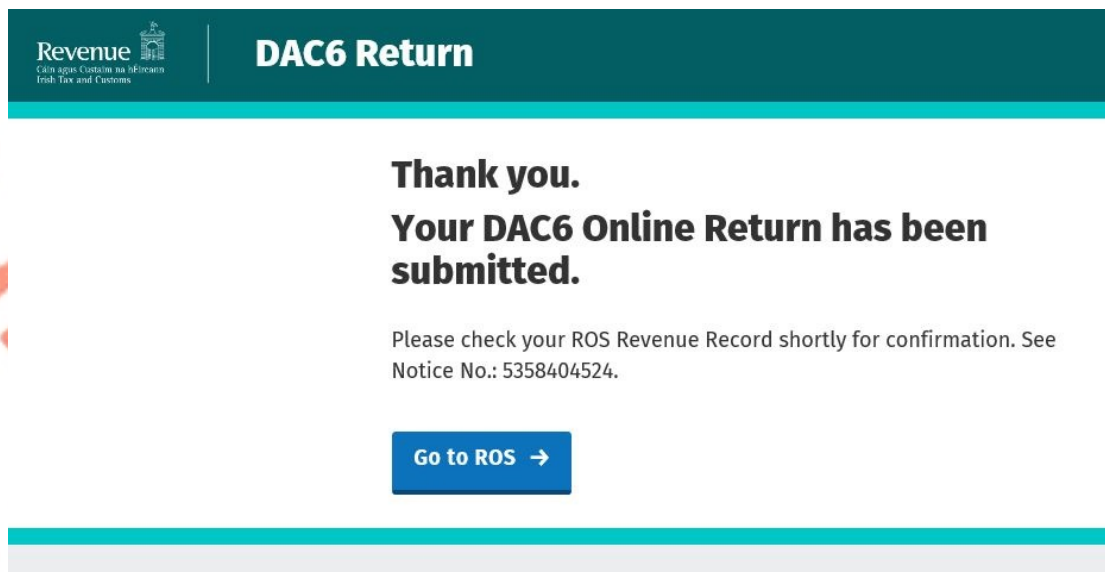 Revenue
Cáin agus Custaim na hÉireann
Irish Tax and Customs
DAC6 Return
Thank you.
Your DAC6 Online Return has been
submitted.
Please check your ROS Revenue Record shortly for confirmation. See
Notice No.: 5358404524.
Go to ROS →